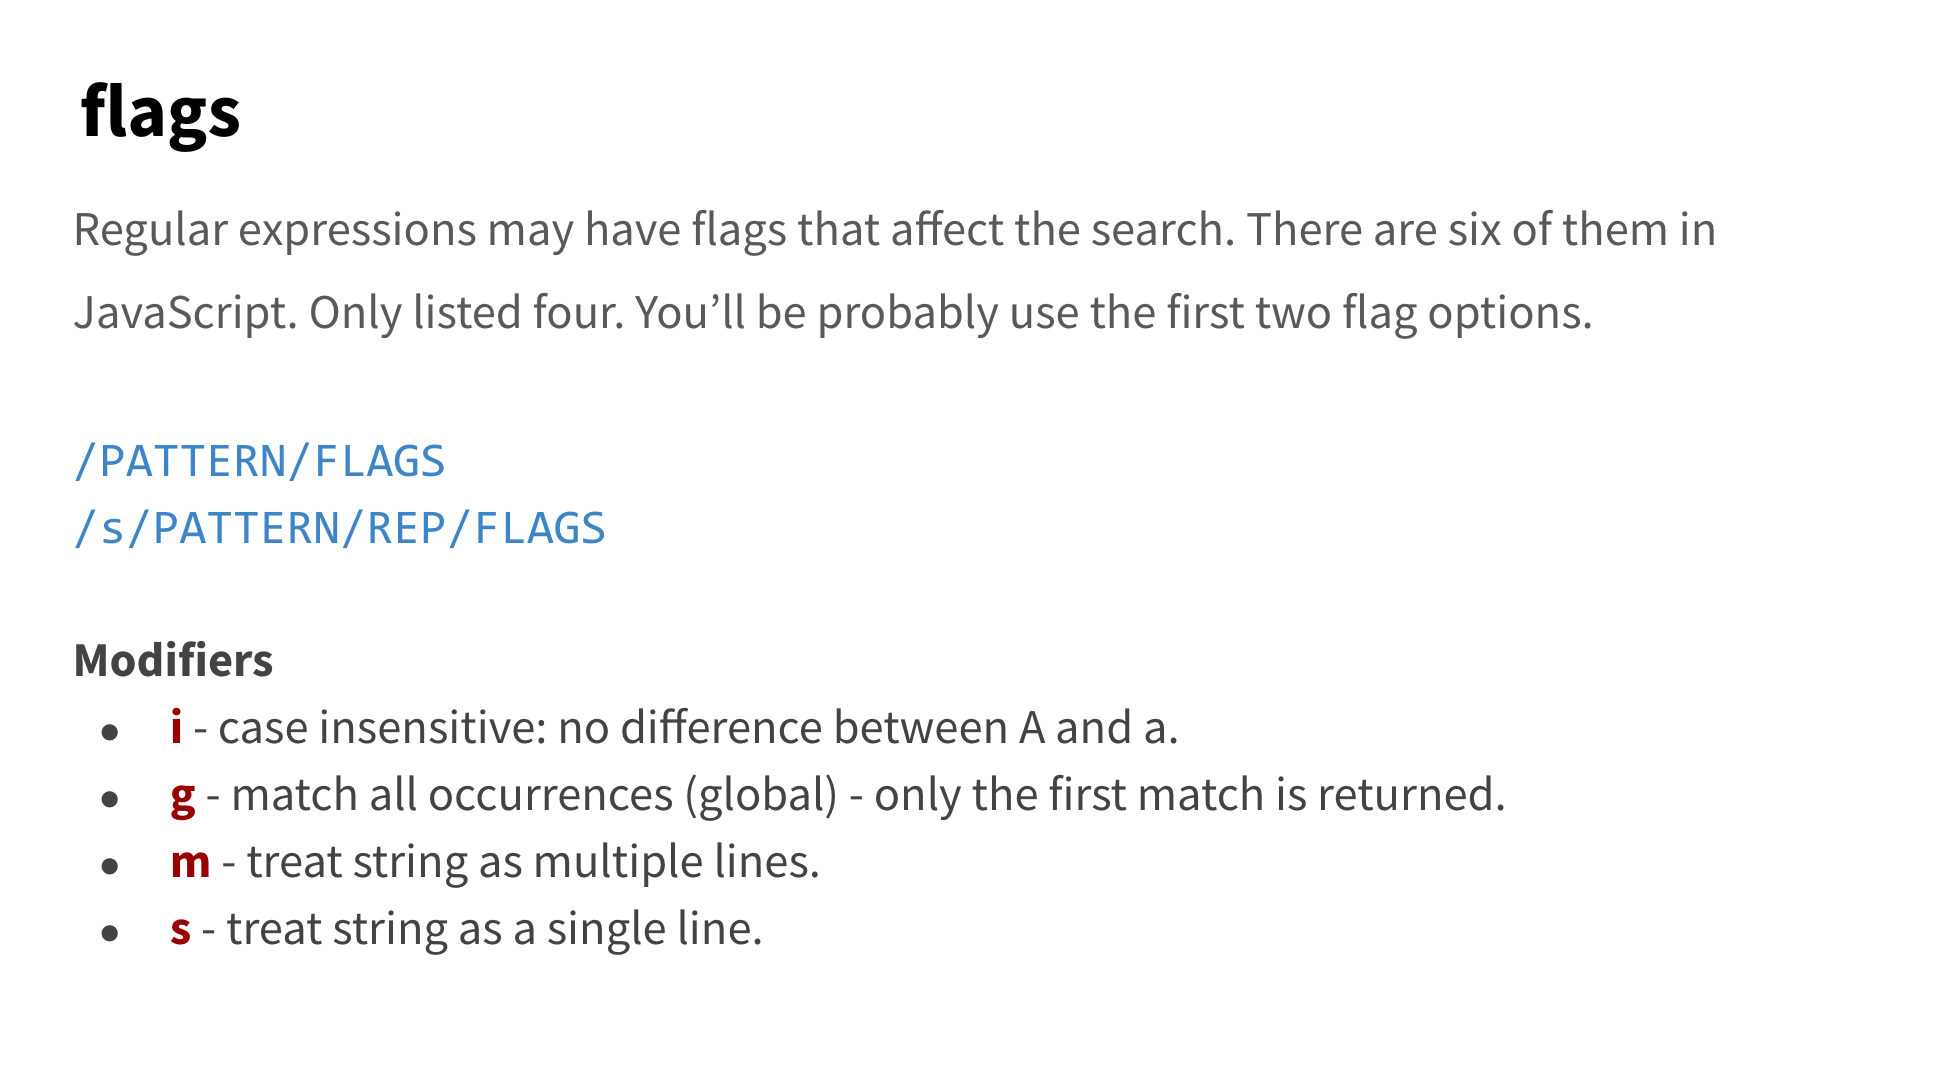 flags
Regular expressions may have flags that affect the search. There are six of them in
JavaScript. Only listed four. You’ll be probably use the first two flag options.
/PATTERN/FLAGS
/s/PATTERN/REP/FLAGS
Modifiers
● i - case insensitive: no difference between A and a.
● g - match all occurrences (global) - only the first match is returned.
● m - treat string as multiple lines.
● s - treat string as a single line.